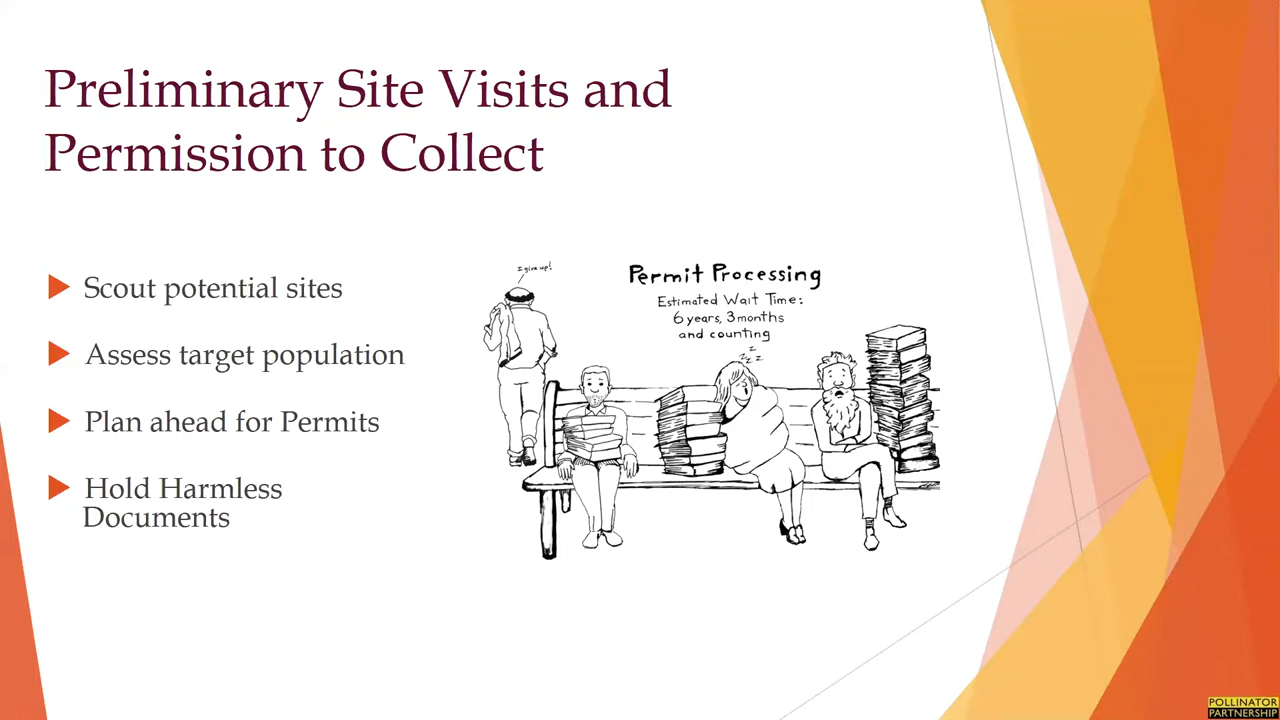 Preliminary Site Visits and
Permission to Collect
Scout potential sites
Assess target population
Plan ahead for Permits
Hold Harmless
Documents
I give up!
Permit Processing
Estimated Wait Time:
6 years, 3 months
and counting
z z z
POLLINATOR
PARTNERSHIP